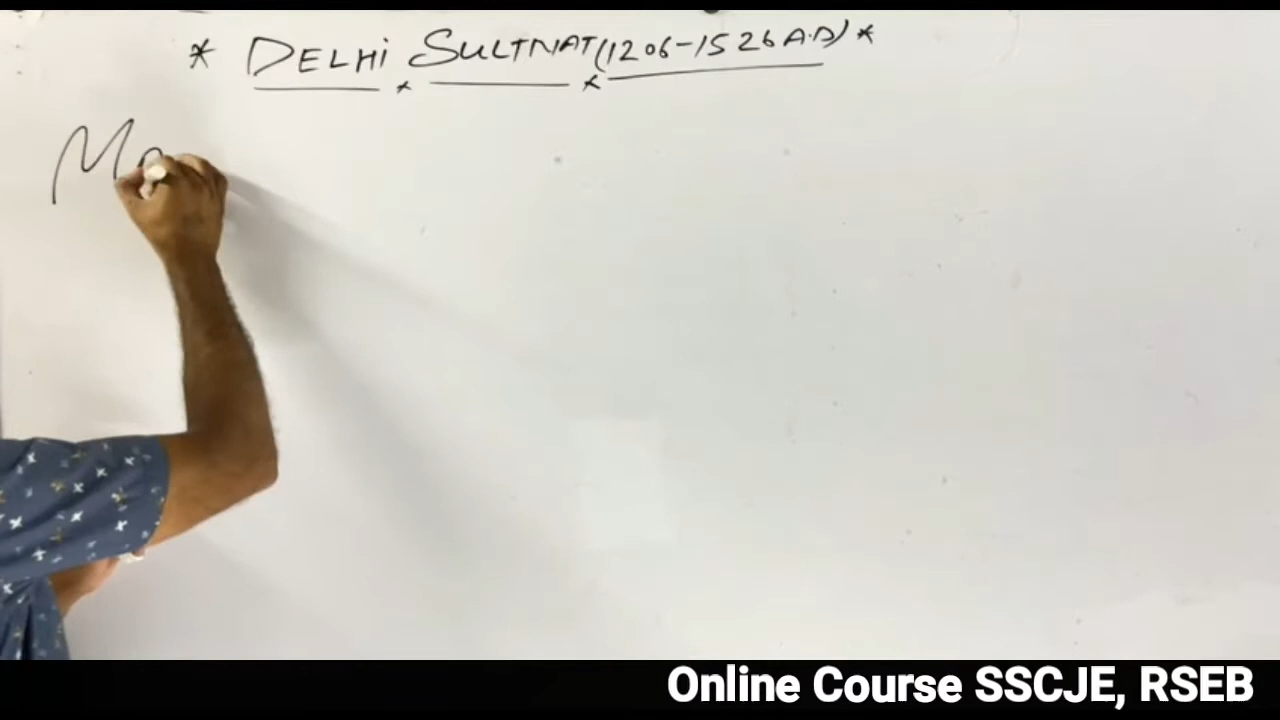 * DELHI SULTNAT (1206-1526 A.D) *
Online Course SSCJE, RSEB